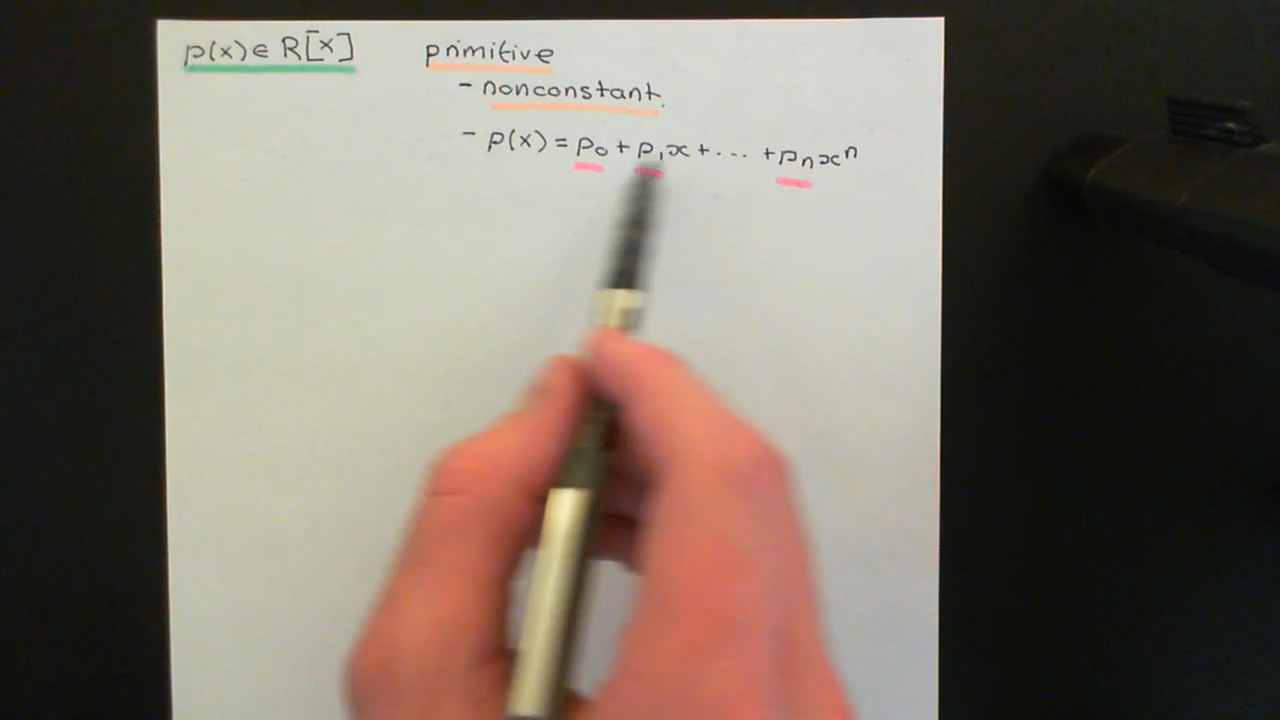 p(x) ∈ R[x] primitive
- nonconstant.
- p(x) = p₀ + p₁x + ... + pₙxⁿ